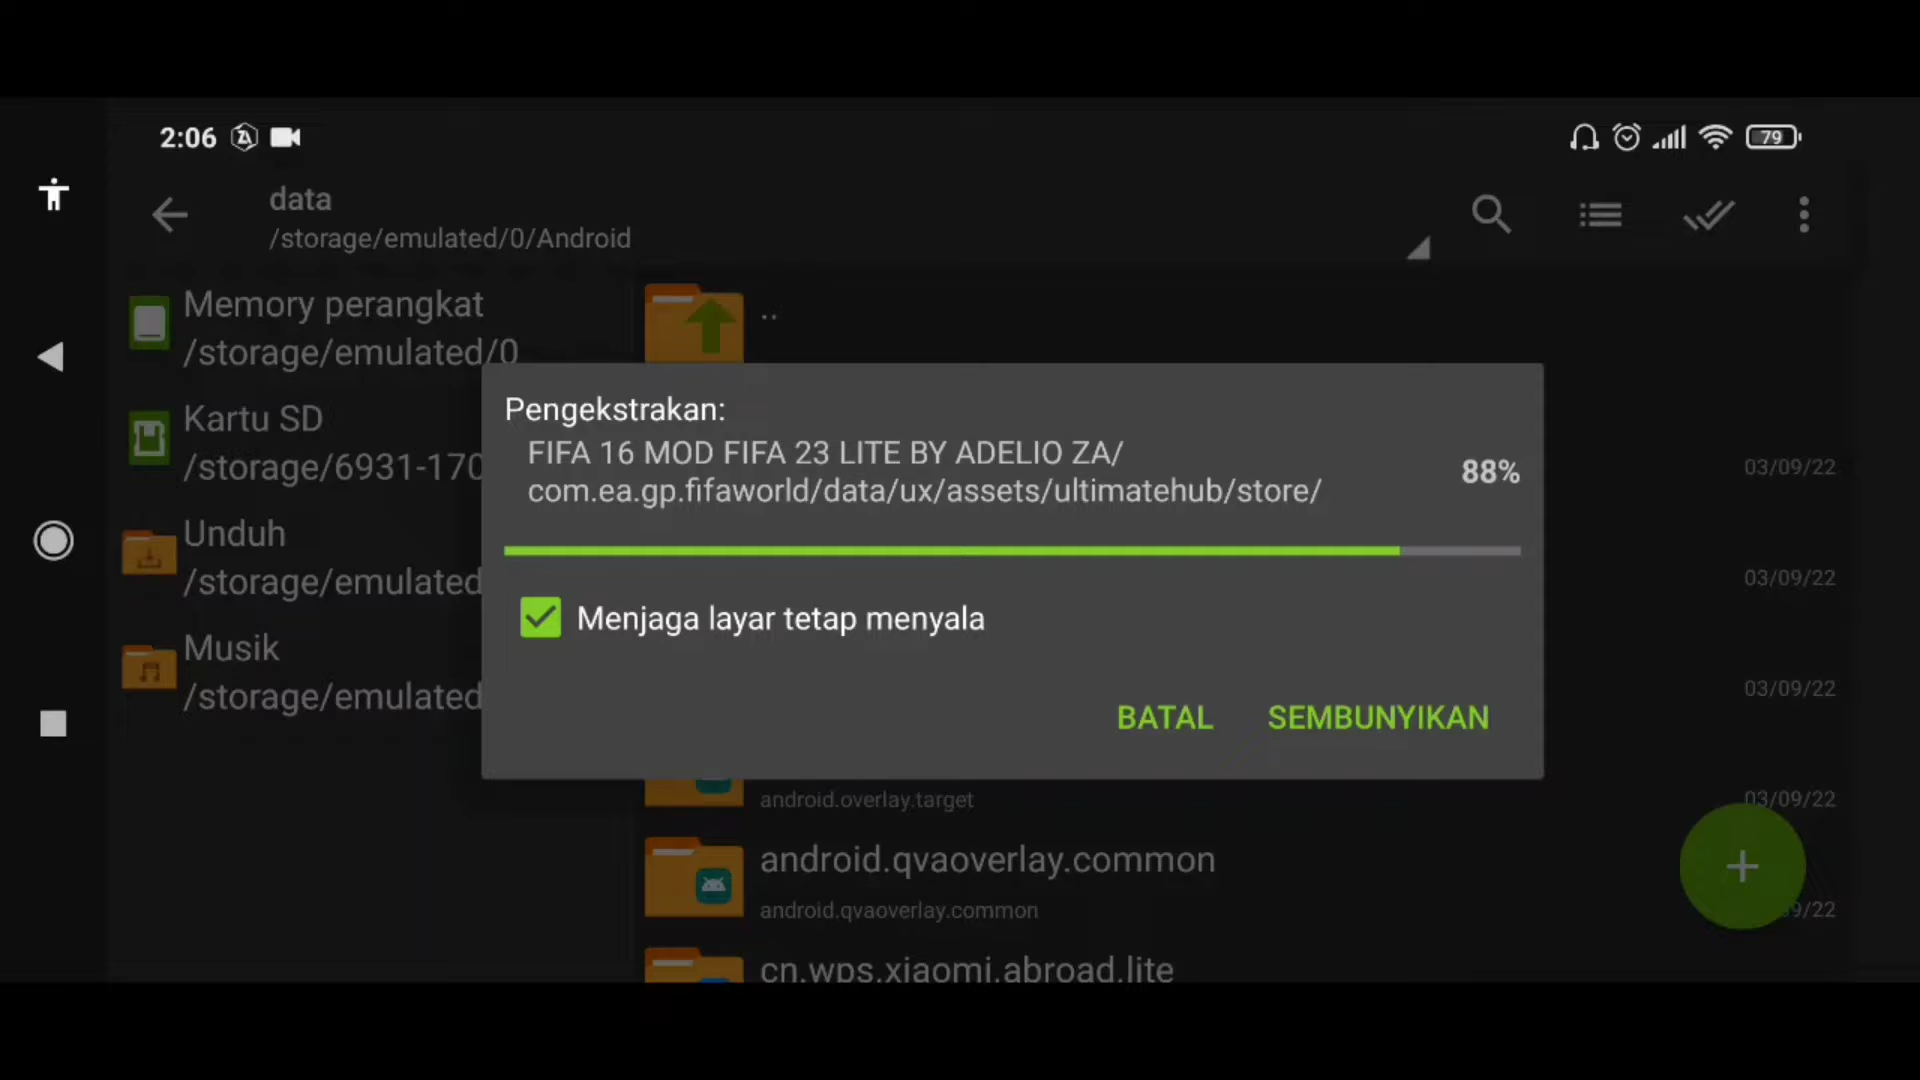 2:06
79
data
/storage/emulated/0/Android
Memory perangkat
/storage/emulated/0
Kartu SD
/storage/6931-170
Unduh
/storage/emulated
Musik
/storage/emulated
..
Pengekstrakan:
FIFA 16 MOD FIFA 23 LITE BY ADELIO ZA/
com.ea.gp.fifaworld/data/ux/assets/ultimatehub/store/
88%
Menjaga layar tetap menyala
BATAL
SEMBUNYIKAN
03/09/22
03/09/22
03/09/22
android.overlay.target
03/09/22
android.qvaoverlay.common
android.qvaoverlay.common
9/22
cn.wps.xiaomi.abroad.lite